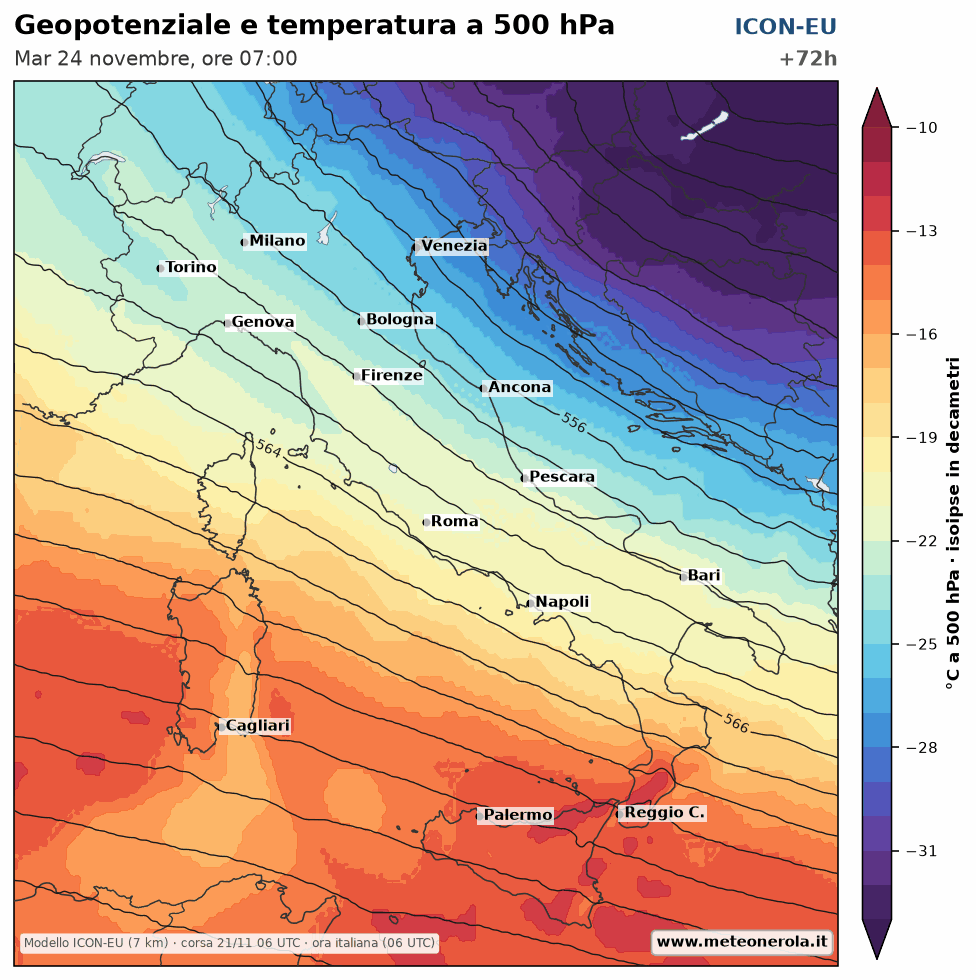 Geopotenziale e temperatura a 500 hPa
ICON-EU
Mar 24 novembre, ore 07:00
+72h
Milano
Venezia
Torino
Genova
Bologna
Firenze
Ancona
556
564
Pescara
Roma
Bari
Napoli
566
Cagliari
Palermo
Reggio C.
−10
−13
−16
−19
−22
−25
−28
−31
°C a 500 hPa · isoipse in decametri
Modello ICON-EU (7 km) · corsa 21/11 06 UTC · ora italiana (06 UTC)
www.meteonerola.it